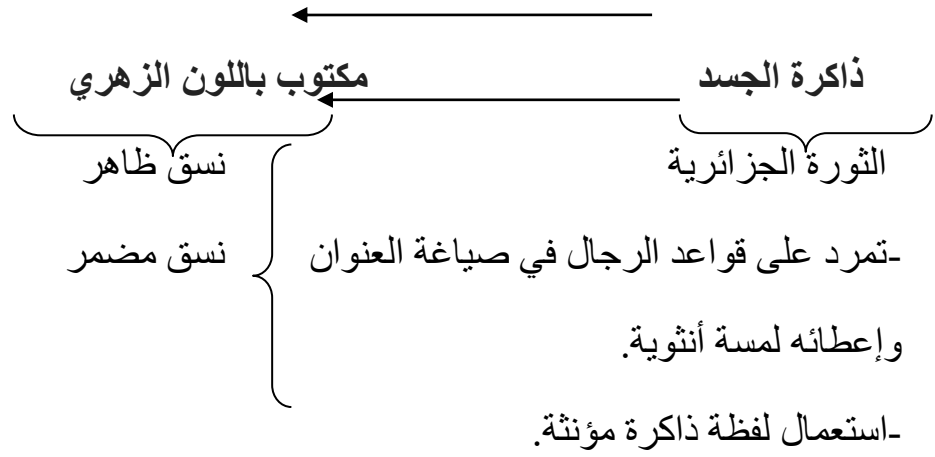 ذاكرة الجسد مكتوب باللون الزهري
الثورة الجزائرية نسق ظاهر
-تمرد على قواعد الرجال في صياغة العنوان نسق مضمر
وإعطائه لمسة أنثوية.
-استعمال لفظة ذاكرة مؤنثة.